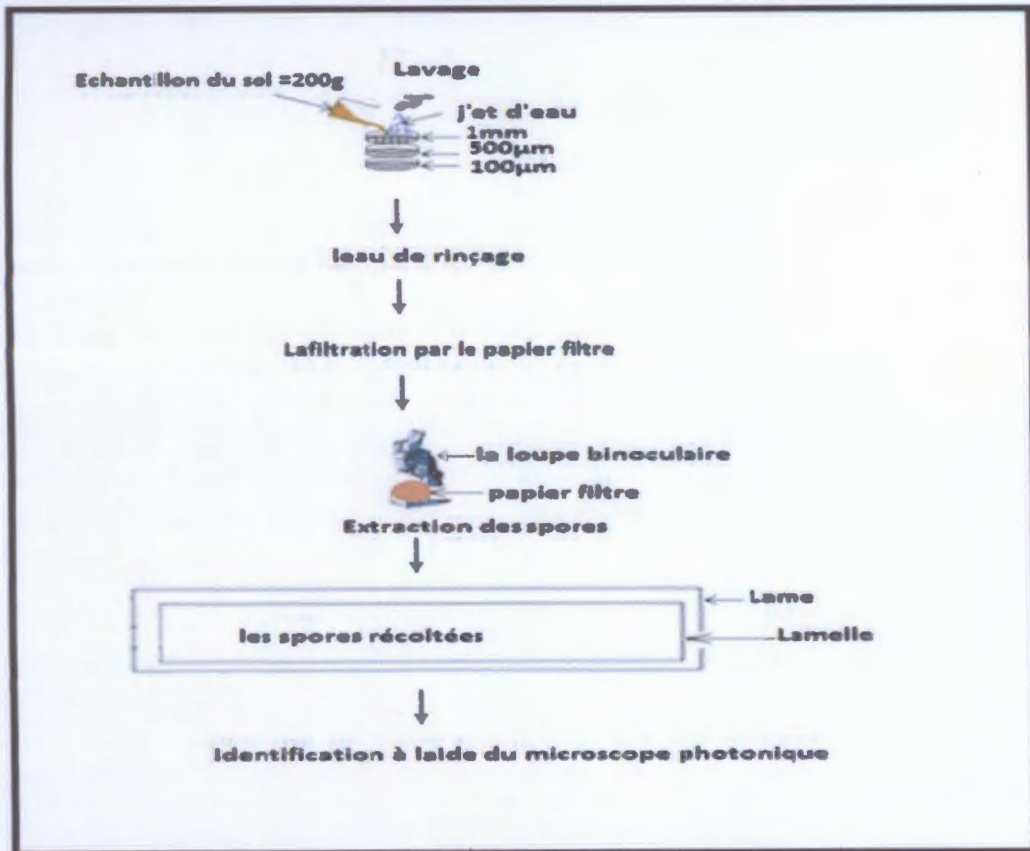 Lavage
Echantillon du sol =200g
j'et d'eau
1mm
500µm
100µm
leau de rinçage
Lafiltration par le papier filtre
la loupe binoculaire
papier filtre
Extraction des spores
Lame
les spores récoltées
Lamelle
Identification à laide du microscope photonique